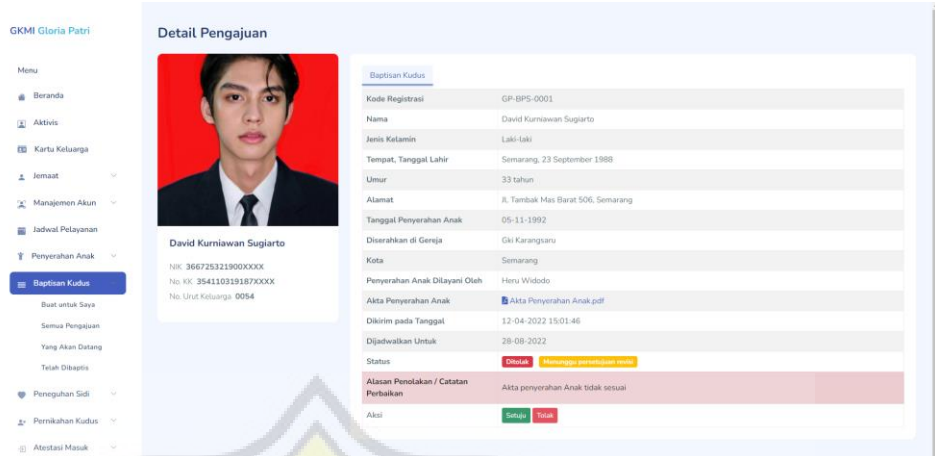 GKMI Gloria Patri
Menu
Beranda
Aktivis
Kartu Keluarga
Jemaat
Manajemen Akun
Jadwal Pelayanan
Penyerahan Anak
Baptisan Kudus
Buat untuk Saya
Semua Pengajuan
Yang Akan Datang
Telah Dibaptis
Peneguhan Sidi
Pernikahan Kudus
Atestasi Masuk
Detail Pengajuan
David Kurniawan Sugiarto
NIK 366725321900XXXX
No. KK 354110319187XXXX
No. Urut Keluarga 0054
Baptisan Kudus
Kode Registrasi GP-BPS-0001
Nama David Kurniawan Sugiarto
Jenis Kelamin Laki-laki
Tempat, Tanggal Lahir Semarang, 23 September 1988
Umur 33 tahun
Alamat Jl. Tambak Mas Barat 506, Semarang
Tanggal Penyerahan Anak 05-11-1992
Diserahkan di Gereja Gki Karangsaru
Kota Semarang
Penyerahan Anak Dilayani Oleh Heru Widodo
Akta Penyerahan Anak Akta Penyerahan Anak.pdf
Dikirim pada Tanggal 12-04-2022 15:01:46
Dijadwalkan Untuk 28-08-2022
Status Ditolak Menunggu persetujuan revisi
Alasan Penolakan / Catatan
Perbaikan Akta penyerahan Anak tidak sesuai
Aksi Setuju Tolak